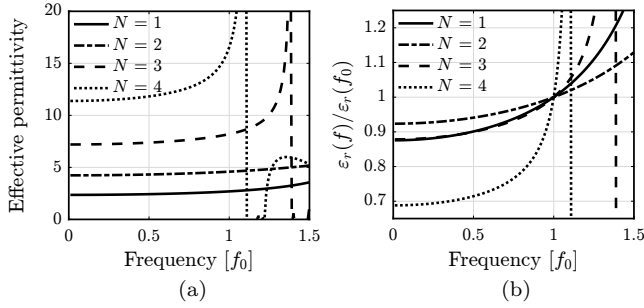 Effective permittivity
20
15
10
5
0
N = 1
N = 2
N = 3
N = 4
0
0.5
1
1.5
Frequency [f₀]
(a)
εᵣ(f)/εᵣ(f₀)
1.2
1.1
1
0.9
0.8
0.7
N = 1
N = 2
N = 3
N = 4
0
0.5
1
1.5
Frequency [f₀]
(b)